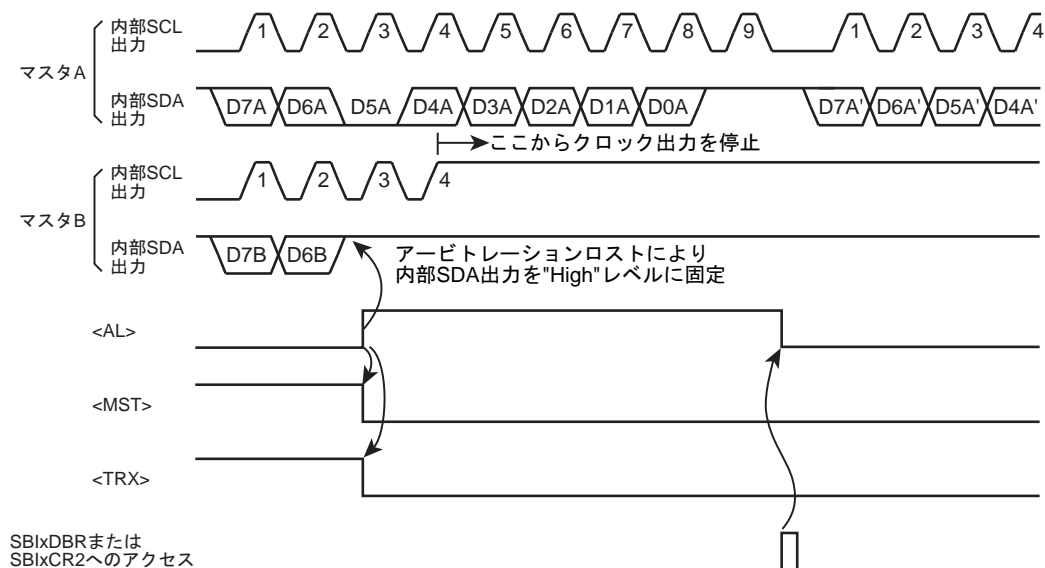 内部SCL
出力
1 2 3 4 5 6 7 8 9 1 2 3 4
マスタA
内部SDA
出力
D7A D6A D5A D4A D3A D2A D1A D0A D7A' D6A' D5A' D4A'
ここからクロック出力を停止
内部SCL
出力
1 2 3 4
マスタB
内部SDA
出力
D7B D6B
アービトレーションロストにより
内部SDA出力を"High"レベルに固定
<AL>
<MST>
<TRX>
SBIxDBRまたは
SBIxCR2へのアクセス